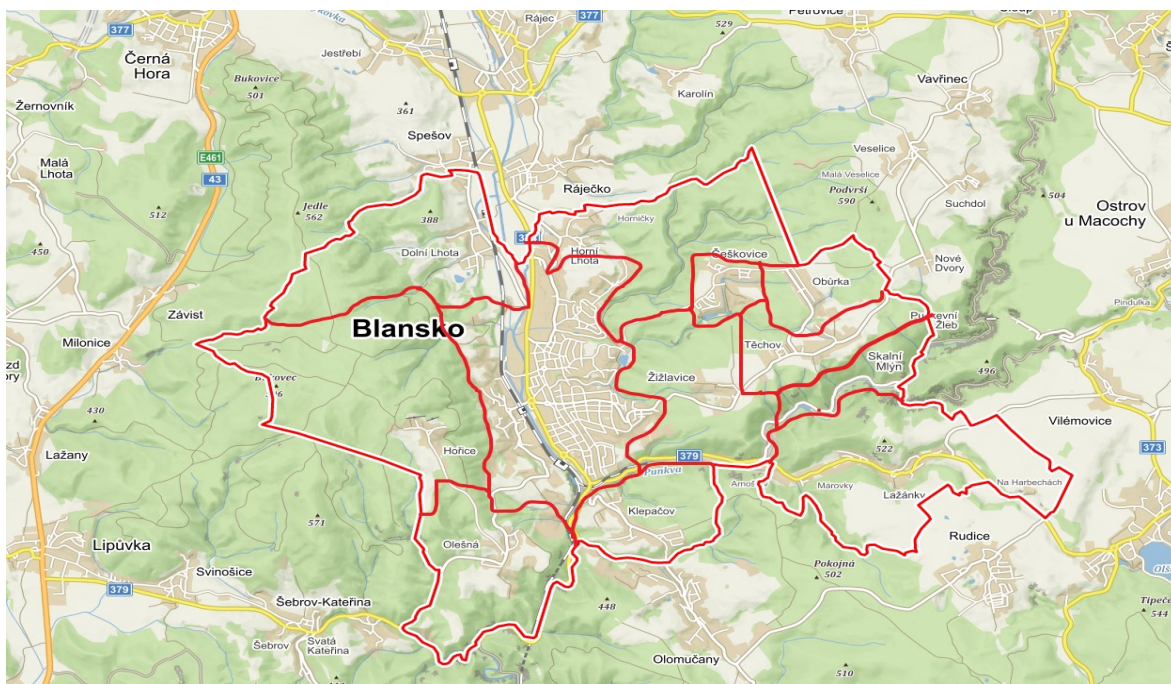 377
Rájec
377
529
Petrovice
Sloup
Jestřebí
Černá
Hora
Bukovice
501
Karolín
Vavřinec
Žernovník
361
Spešov
Malá
Lhota
E461
43
Veselice
Ráječko
Malá Veselice
Podvrší
590
504
Ostrov
u Macochy
512
Jedle
562
388
Horničky
Suchdol
450
Dolní Lhota
Horní
Lhota
Češkovice
Obůrka
Nové
Dvory
Závist
Blansko
Pindulka
Milonice
Těchov
Skalní
Mlýn
496
Žižlavice
430
Vilémovice
Lažany
Hořice
379
522
373
Punkva
Arnoš
Márovky
Lažánky
Na Harbechách
571
Klepačov
Rudice
Lipůvka
Olešná
Svinošice
Pokojná
502
379
Šebrov-Kateřina
448
544
Šebrov
Svatá
Kateřina
Olomučany
510